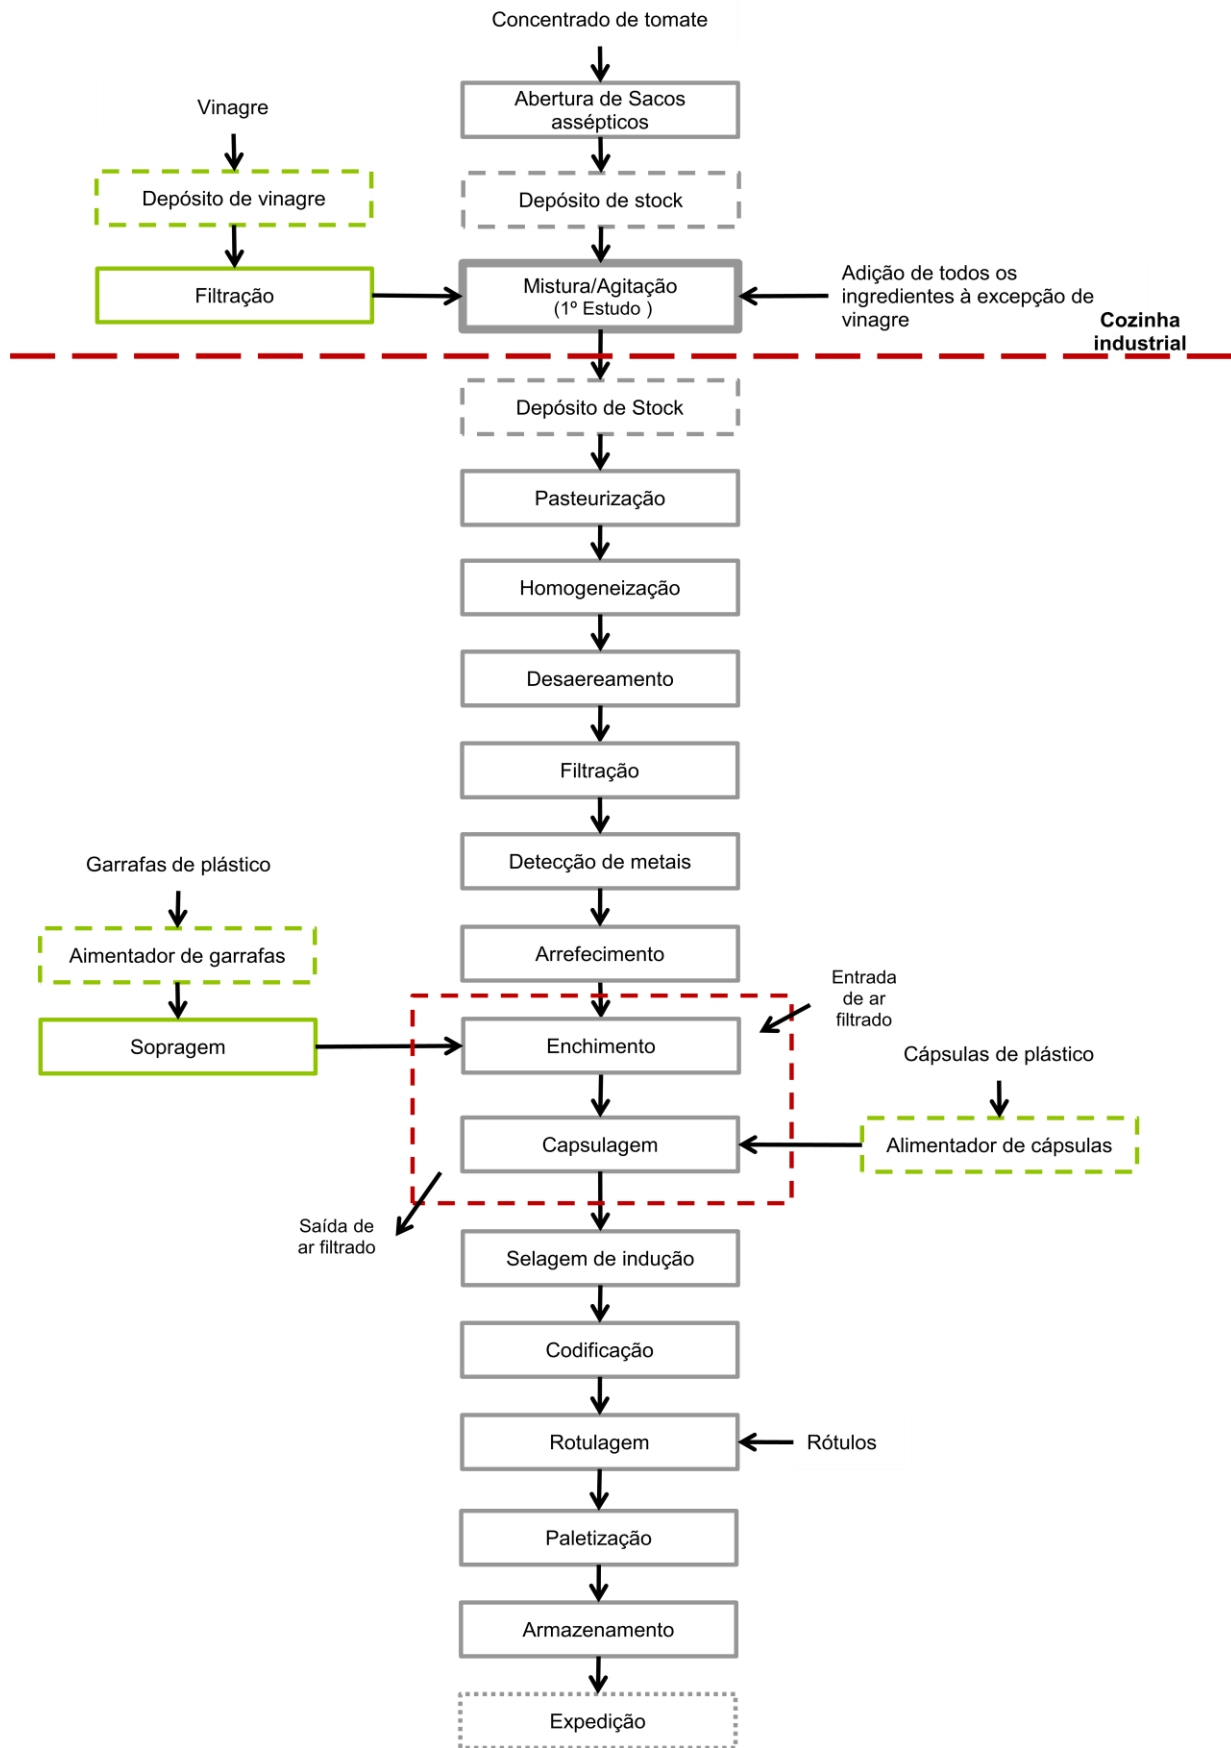 Concentrado de tomate
Abertura de Sacos
assépticos
Vinagre
Depósito de vinagre
Depósito de stock
Filtração
Mistura/Agitação
(1º Estudo )
Adição de todos os
ingredientes à excepção de
vinagre
Cozinha
industrial
Depósito de Stock
Pasteurização
Homogeneização
Desaereamento
Filtração
Detecção de metais
Garrafas de plástico
Aimentador de garrafas
Arrefecimento
Entrada
de ar
filtrado
Sopragem
Enchimento
Cápsulas de plástico
Capsulagem
Alimentador de cápsulas
Saída de
ar filtrado
Selagem de indução
Codificação
Rotulagem
Rótulos
Paletização
Armazenamento
Expedição